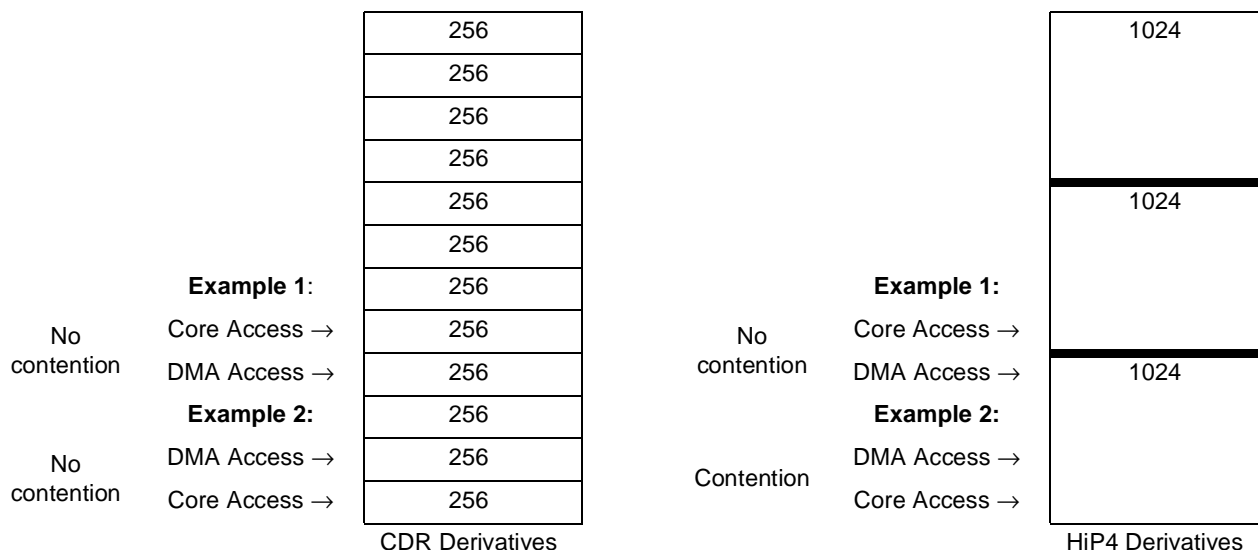 256
256
256
256
256
256
Example 1:
256
No contention
Core Access →
256
DMA Access →
256
Example 2:
256
No contention
DMA Access →
256
Core Access →
256
CDR Derivatives
1024
1024
Example 1:
No contention
Core Access →
DMA Access →
1024
Example 2:
Contention
DMA Access →
Core Access →
HiP4 Derivatives